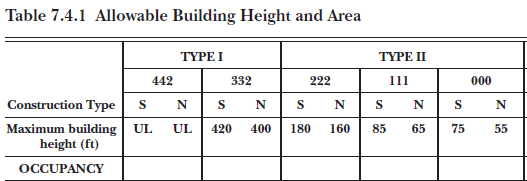 Table 7.4.1 Allowable Building Height and Area
TYPE I TYPE II
442 332 222 111 000
Construction Type S N S N S N S N S N
Maximum building UL UL 420 400 180 160 85 65 75 55
height (ft)
OCCUPANCY